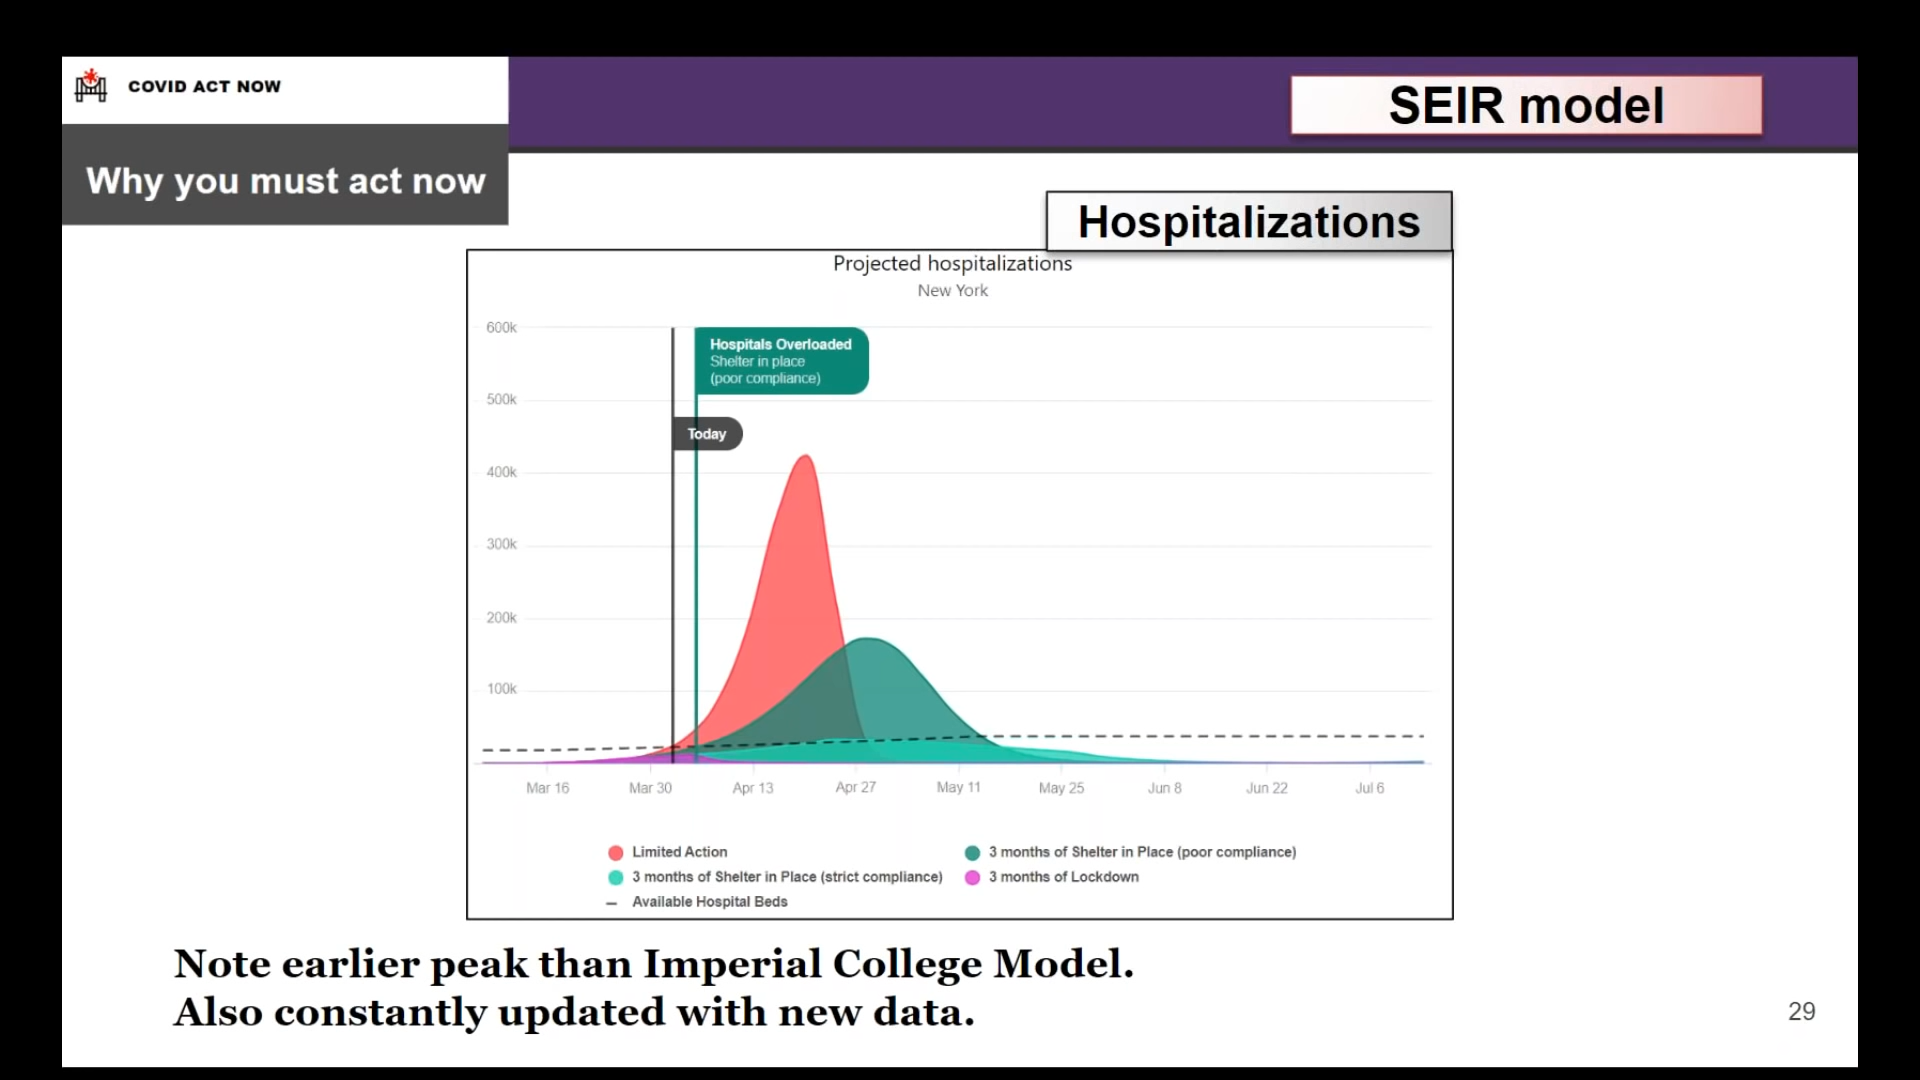 COVID ACT NOW
SEIR model
Why you must act now
Hospitalizations
Projected hospitalizations
New York
600k
Hospitals Overloaded
Shelter in place
(poor compliance)
500k
Today
400k
300k
200k
100k
Mar 16 Mar 30 Apr 13 Apr 27 May 11 May 25 Jun 8 Jun 22 Jul 6
Limited Action
3 months of Shelter in Place (poor compliance)
3 months of Shelter in Place (strict compliance)
3 months of Lockdown
Available Hospital Beds
Note earlier peak than Imperial College Model.
Also constantly updated with new data.
29